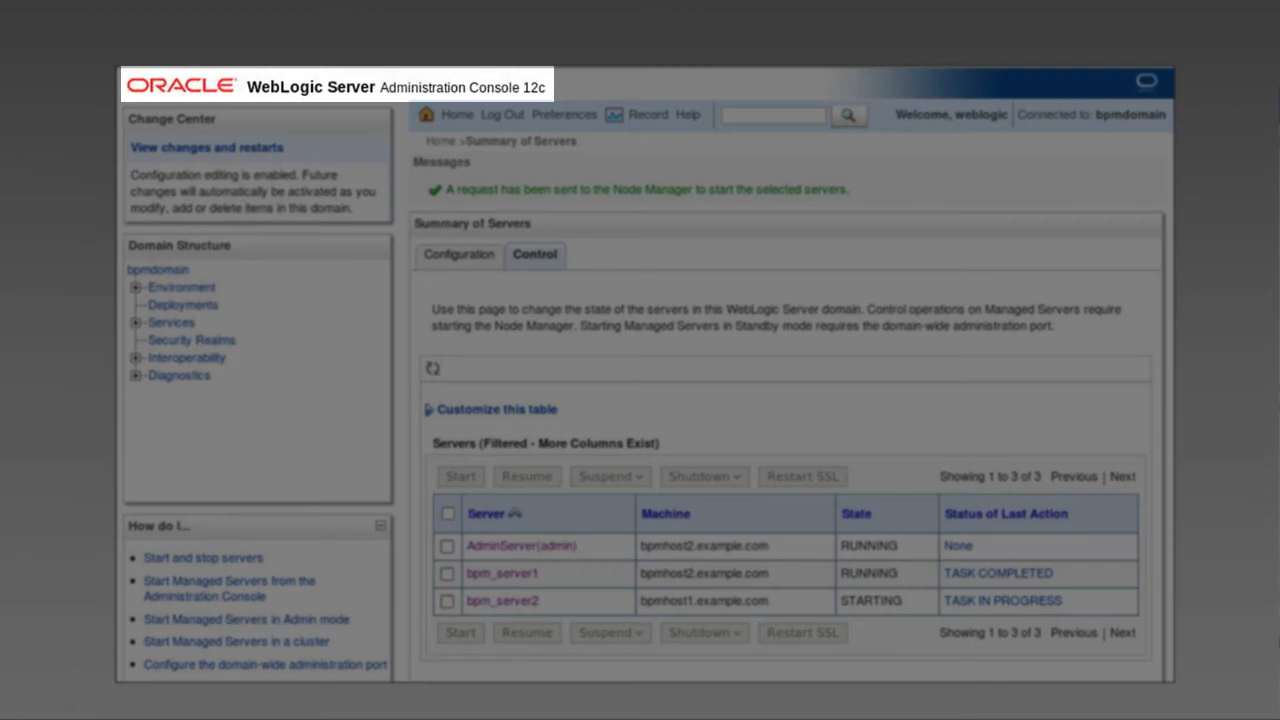 ORACLE WebLogic Server Administration Console 12c
Change Center
View changes and restarts
Configuration editing is enabled. Future
changes will automatically be activated as you
modify, add or delete items in this domain.
Domain Structure
bpmdomain
Environment
Deployments
Services
Security Realms
Interoperability
Diagnostics
How do I...
Start and stop servers
Start Managed Servers from the
Administration Console
Start Managed Servers in Admin mode
Start Managed Servers in a cluster
Configure the domain-wide administration port
Home Log Out Preferences Record Help
Welcome, weblogic Connected to: bpmdomain
Home >Summary of Servers
Messages
A request has been sent to the Node Manager to start the selected servers.
Summary of Servers
Configuration Control
Use this page to change the state of the servers in this WebLogic Server domain. Control operations on Managed Servers require
starting the Node Manager. Starting Managed Servers in Standby mode requires the domain-wide administration port.
Customize this table
Servers (Filtered - More Columns Exist)
Start Resume Suspend Shutdown Restart SSL Showing 1 to 3 of 3 Previous | Next
Server Machine State Status of Last Action
AdminServer(admin) bpmhost2.example.com RUNNING None
bpm_server1 bpmhost2.example.com RUNNING TASK COMPLETED
bpm_server2 bpmhost1.example.com STARTING TASK IN PROGRESS
Start Resume Suspend Shutdown Restart SSL Showing 1 to 3 of 3 Previous | Next